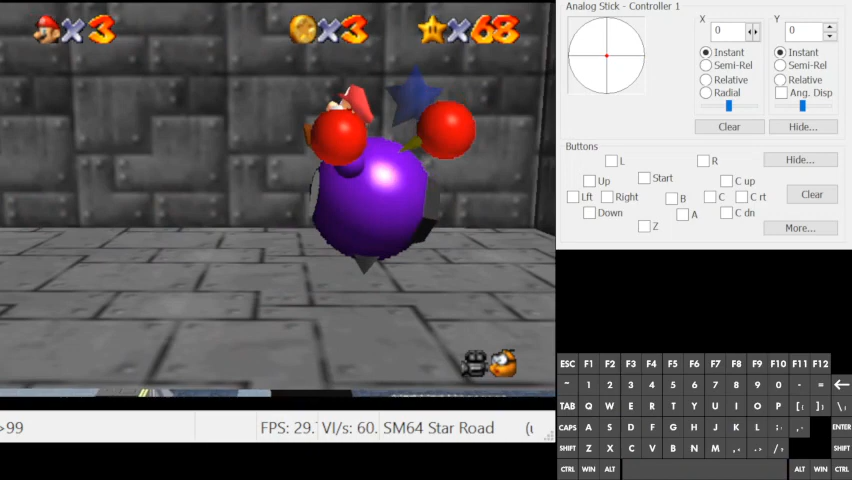 x3 x3 x68
Analog Stick - Controller 1
X Y
0 0
Instant Instant
Semi-Rel Semi-Rel
Relative Relative
Radial Ang. Disp
Clear Hide...
Buttons
L R Hide...
Up Start C up
Lft Right B C C rt Clear
Down A C dn
Z More...
ESC F1 F2 F3 F4 F5 F6 F7 F8 F9 F10 F11 F12
~ 1 2 3 4 5 6 7 8 9 0 - = ←
TAB Q W E R T Y U I O P [{ ]} \
CAPS A S D F G H J K L ; ENTER
SHIFT Z X C V B N M SHIFT
CTRL WIN ALT ALT WIN CTRL
>99 FPS: 29. VI/s: 60. SM64 Star Road (u